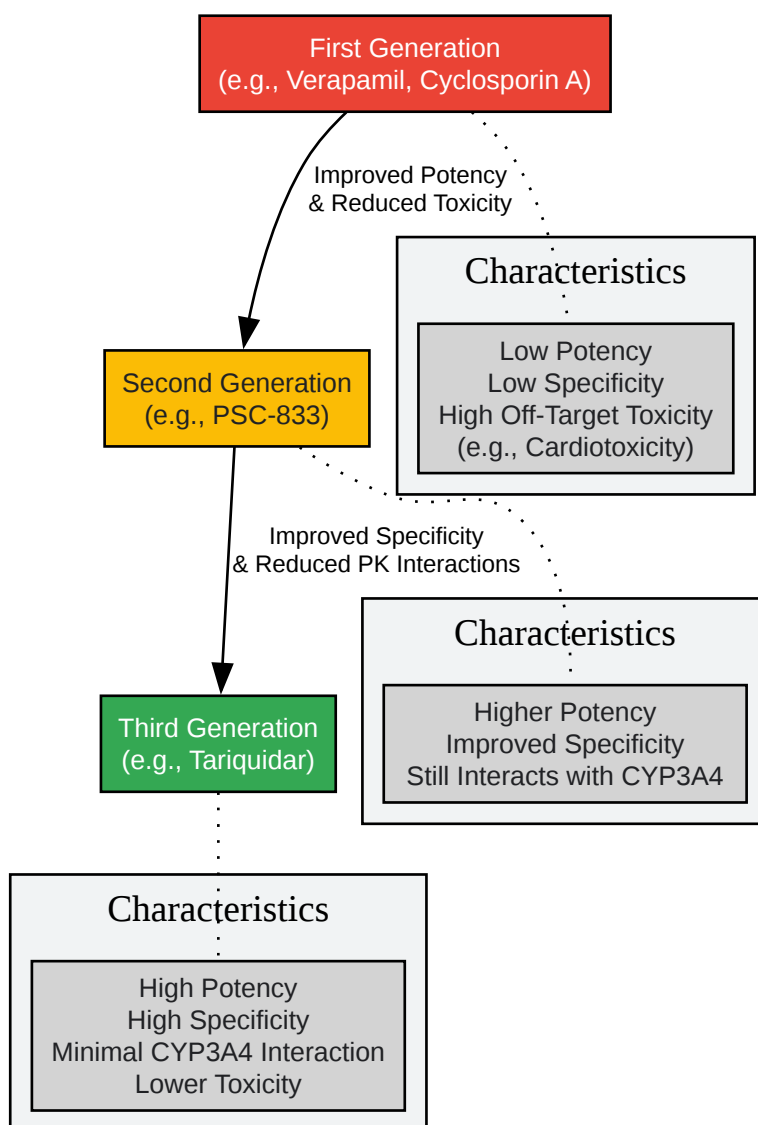 First Generation
(e.g., Verapamil, Cyclosporin A)
Improved Potency
& Reduced Toxicity
Characteristics
Low Potency
Low Specificity
High Off-Target Toxicity
(e.g., Cardiotoxicity)
Second Generation
(e.g., PSC-833)
Improved Specificity
& Reduced PK Interactions
Characteristics
Higher Potency
Improved Specificity
Still Interacts with CYP3A4
Third Generation
(e.g., Tariquidar)
Characteristics
High Potency
High Specificity
Minimal CYP3A4 Interaction
Lower Toxicity